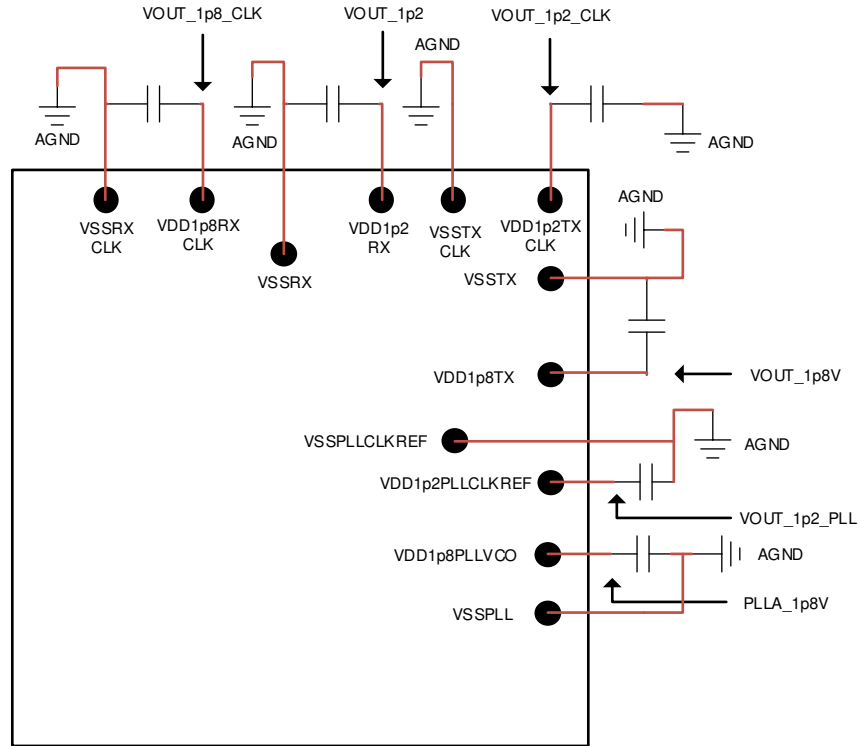 VOUT_1p8_CLK
VOUT_1p2
VOUT_1p2_CLK
AGND
AGND
AGND
AGND
VSSRX
CLK
VDD1p8RX
CLK
VSSRX
VDD1p2
RX
VSSTX
CLK
VDD1p2TX
CLK
AGND
VSSTX
VDD1p8TX
VOUT_1p8V
VSSPLLCLKREF
AGND
VDD1p2PLLCLKREF
VOUT_1p2_PLL
VDD1p8PLLVCO
AGND
PLLA_1p8V
VSSPLL